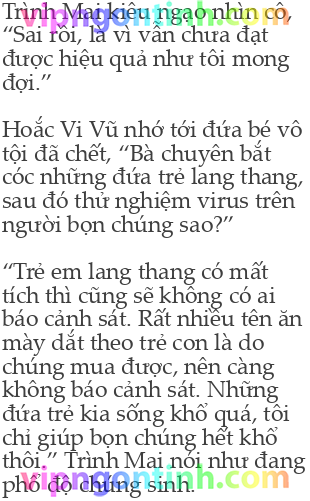 Trình Mai kiêu ngạo nhìn cô,
“Sai rồi, là vì vẫn chưa đạt
được hiệu quả như tôi mong
đợi.”
Hoắc Vi Vũ nhớ tới đứa bé vô
tội đã chết, “Bà chuyên bắt
cóc những đứa trẻ lang thang,
sau đó thử nghiệm virus trên
người bọn chúng sao?”
“Trẻ em lang thang có mất
tích thì cũng sẽ không có ai
báo cảnh sát. Rất nhiều tên ăn
mày dắt theo trẻ con là do
chúng mua được, nên càng
không báo cảnh sát. Những
đứa trẻ kia sống khổ quá, tôi
chỉ giúp bọn chúng hết khổ
thôi.” Trình Mai nói như đang
phổ độ chúng sinh.
vipngontinh.com
vipngontinh.com